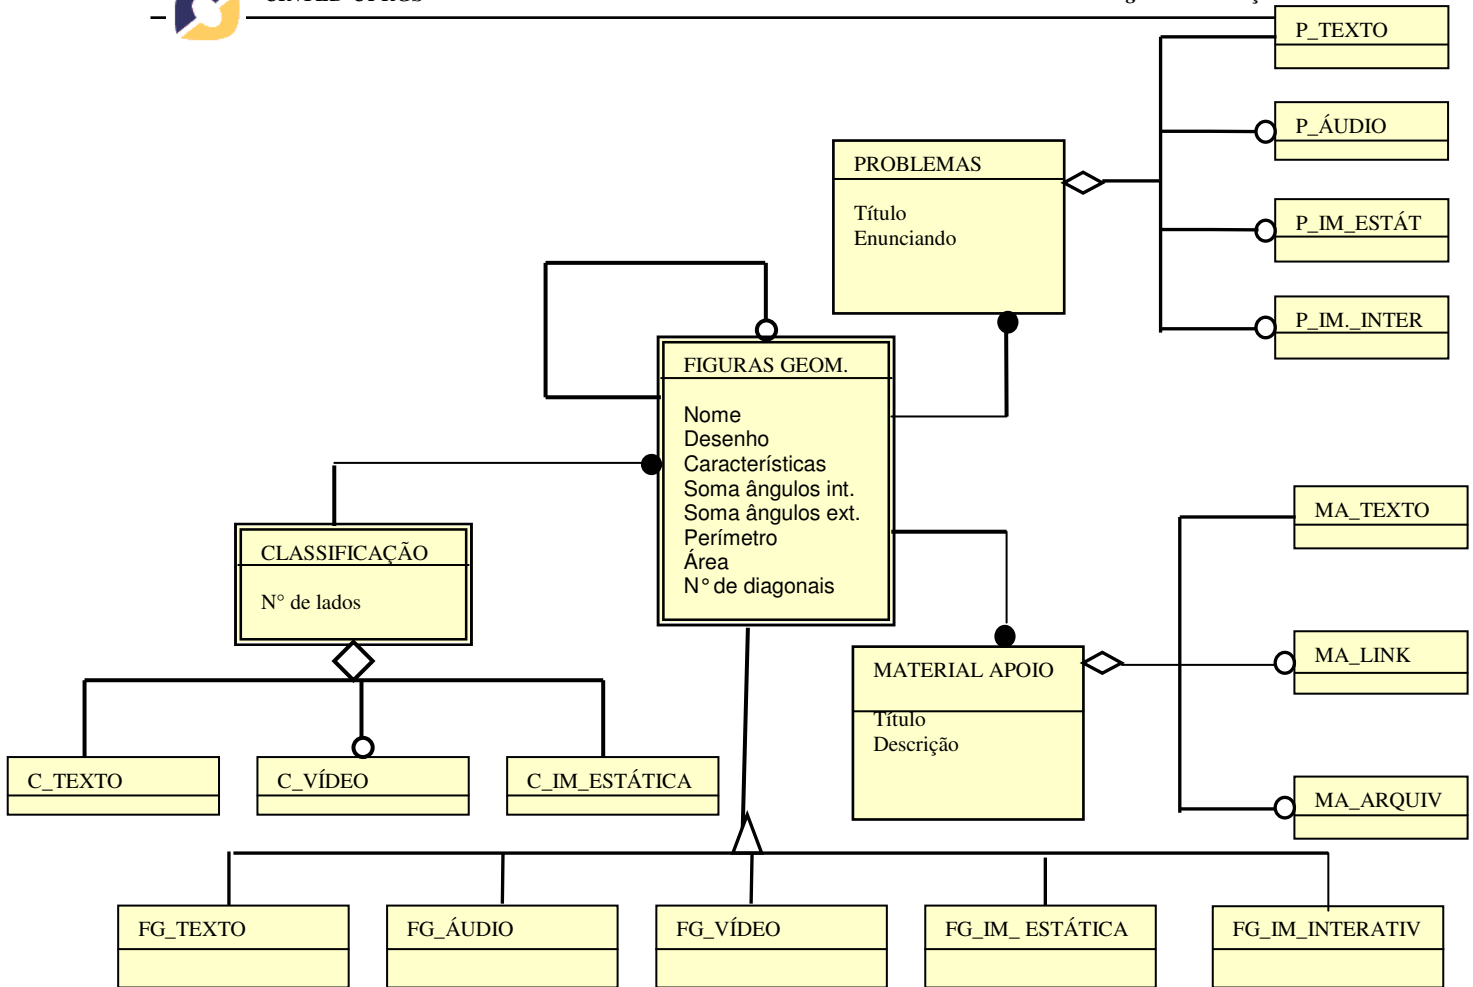 P_TEXTO
P_ÁUDIO
PROBLEMAS
Título
Enunciando
P_IM_ESTÁT
P_IM._INTER
FIGURAS GEOM.
Nome
Desenho
Características
Soma ângulos int.
Soma ângulos ext.
Perímetro
Área
N° de diagonais
CLASSIFICAÇÃO
N° de lados
MA_TEXTO
MA_LINK
MATERIAL APOIO
Título
Descrição
MA_ARQUIV
C_TEXTO
C_VÍDEO
C_IM_ESTÁTICA
FG_TEXTO
FG_ÁUDIO
FG_VÍDEO
FG_IM_ ESTÁTICA
FG_IM_INTERATIV